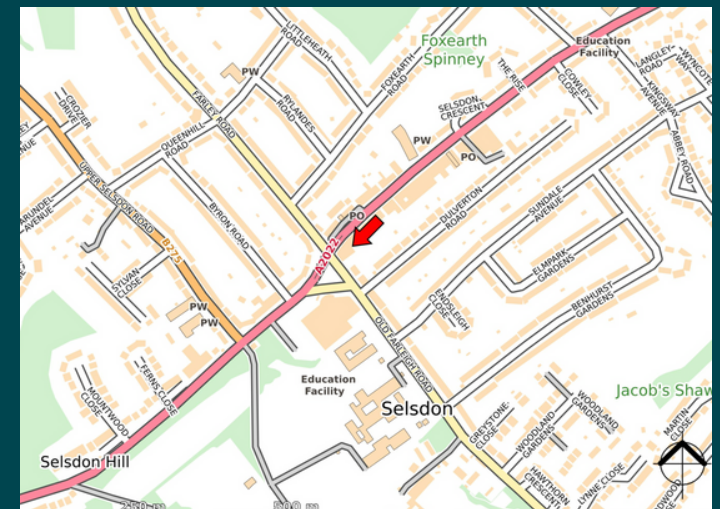 LITTLEHEATH
ROAD
Foxearth
Spinney
Education
Facility
LANGLEY
WAY
WYNCOTE
PW
FOXEARTH
ROAD
THE RISE
COWLEY
CLOSE
KINGSWAY
AVENUE
CROZIER
DRIVE
FARLEY ROAD
RYLANDES
ROAD
SELSDON
CRESCENT
ABBEY ROAD
QUEENHILL
ROAD
PW
PO
UPPER SELSDON ROAD
ARUNDEL
AVENUE
BYRON ROAD
PO
DULVERTON
ROAD
SUNDALE
AVENUE
A2022
B275
SYLVAN
CLOSE
ELMPARK
GARDENS
ENDSLEIGH
CLOSE
BENHURST
GARDENS
PW
PW
OLD FARLEIGH ROAD
FERNS CLOSE
MOUNTWOOD
CLOSE
Education
Facility
Selsdon
Jacob's Shaw
WOODLAND
GARDENS
GREYSTONE
CLOSE
WOODLAND
GARDENS
MARTIN
CLOSE
Selsdon Hill
LYNNE CLOSE
HAWTHORN
CRESCENT